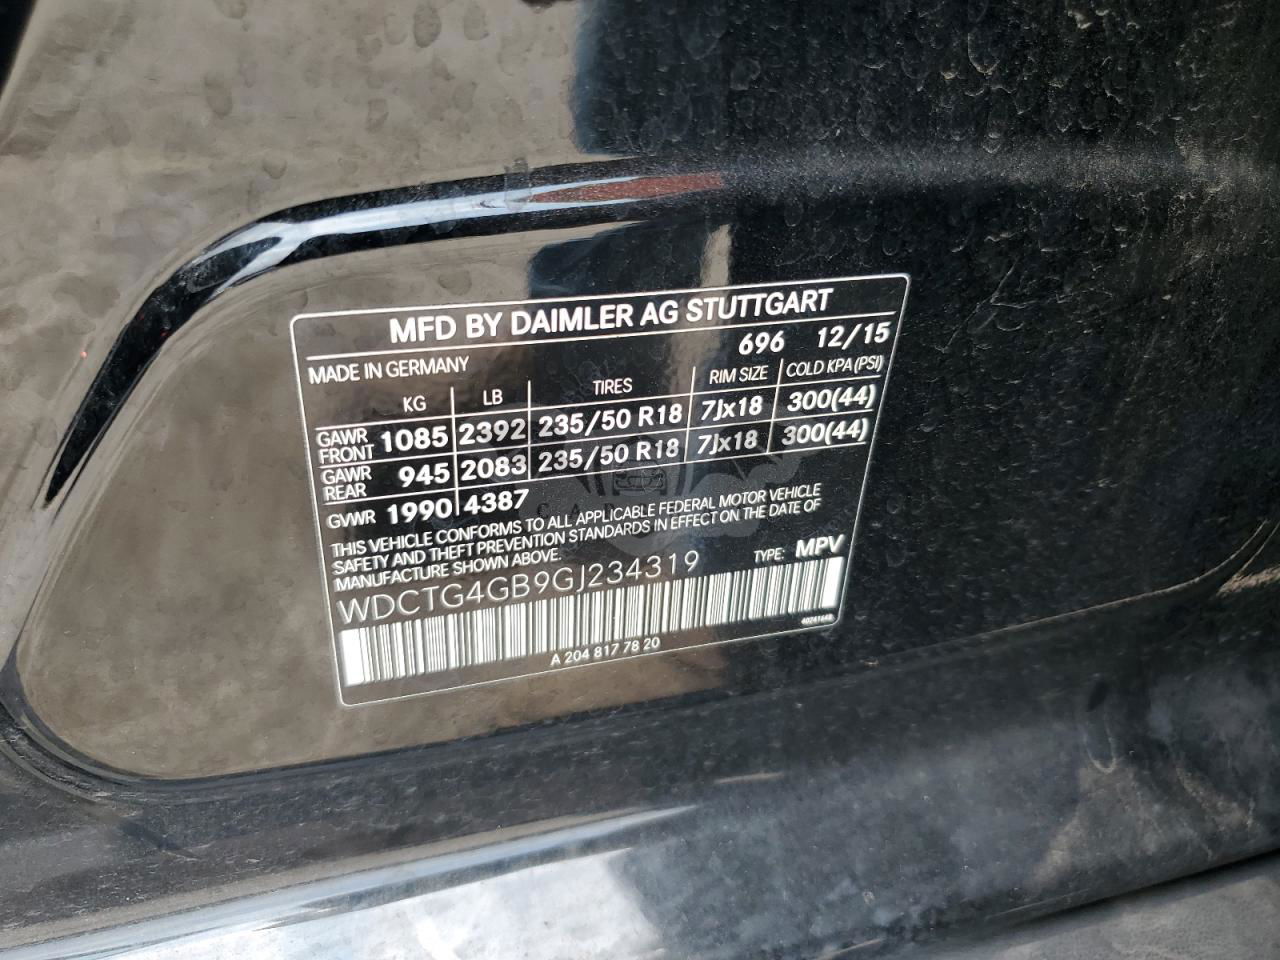 MFD BY DAIMLER AG STUTTGART
696 12/15
MADE IN GERMANY
KG LB TIRES RIM SIZE COLD KPA (PSI)
GAWR FRONT 1085 2392 235/50 R18 7Jx18 300(44)
GAWR REAR 945 2083 235/50 R18 7Jx18 300(44)
GVWR 1990 4387
THIS VEHICLE CONFORMS TO ALL APPLICABLE FEDERAL MOTOR VEHICLE
SAFETY AND THEFT PREVENTION STANDARDS IN EFFECT ON THE DATE OF
MANUFACTURE SHOWN ABOVE.
TYPE: MPV
WDCTG4GB9GJ234319
A 204 817 78 20